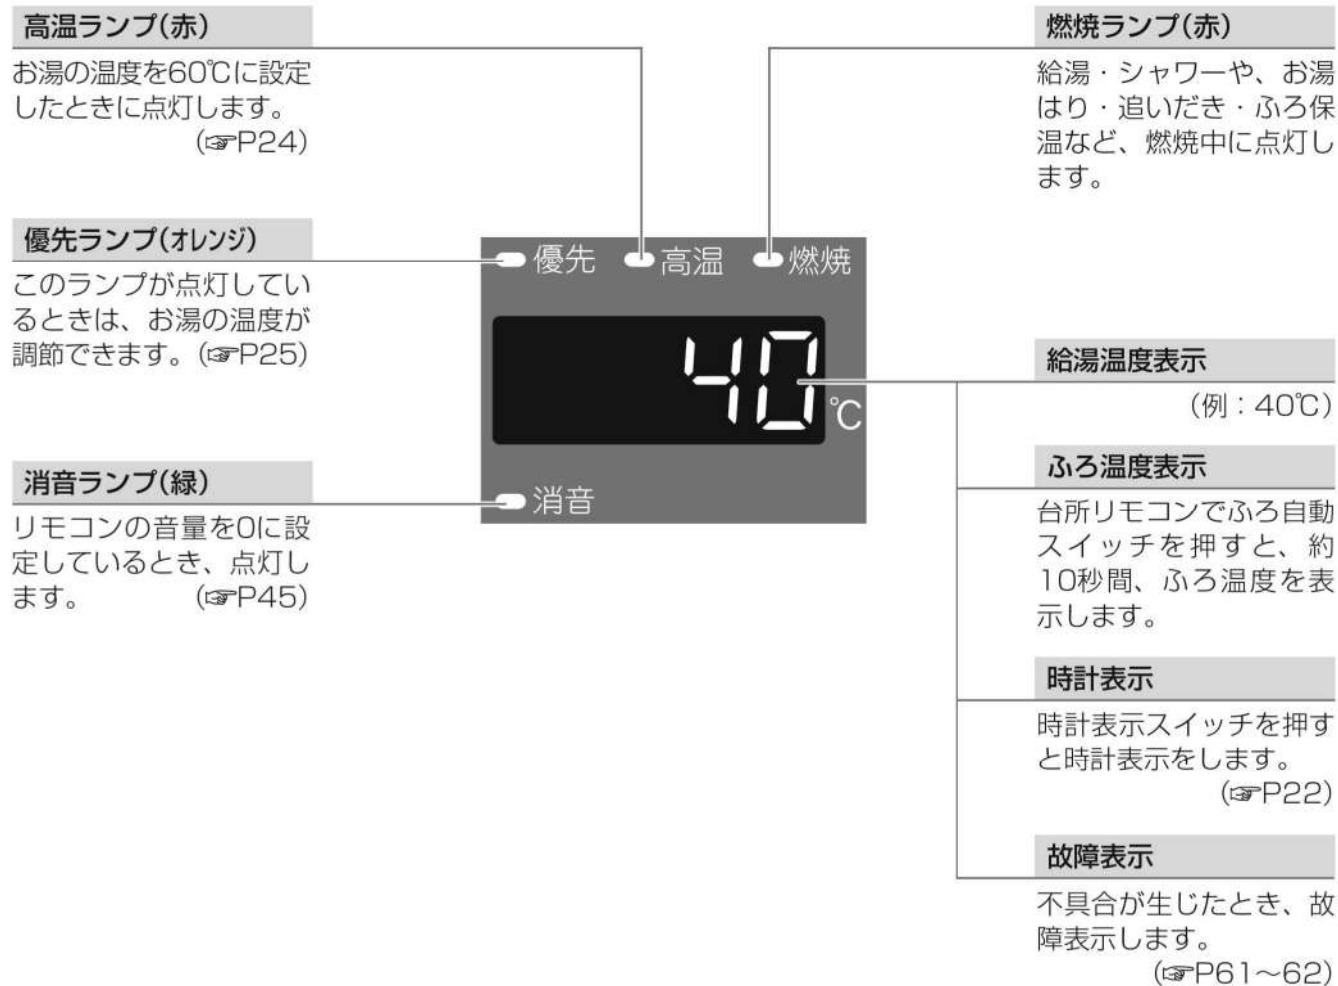 高温ランプ(赤)
お湯の温度を60℃に設定
したときに点灯します。
(☞P24)
優先ランプ(オレンジ)
このランプが点灯してい
るときは、お湯の温度が
調節できます。(☞P25)
消音ランプ(緑)
リモコンの音量を0に設
定しているとき、点灯し
ます。 (☞P45)
優先 高温 燃焼
40
℃
消音
燃焼ランプ(赤)
給湯・シャワーや、お湯
はり・追いだき・ふろ保
温など、燃焼中に点灯し
ます。
給湯温度表示
(例:40℃)
ふろ温度表示
台所リモコンでふろ自動
スイッチを押すと、約
10秒間、ふろ温度を表
示します。
時計表示
時計表示スイッチを押す
と時計表示をします。
(☞P22)
故障表示
不具合が生じたとき、故
障表示します。
(☞P61~62)